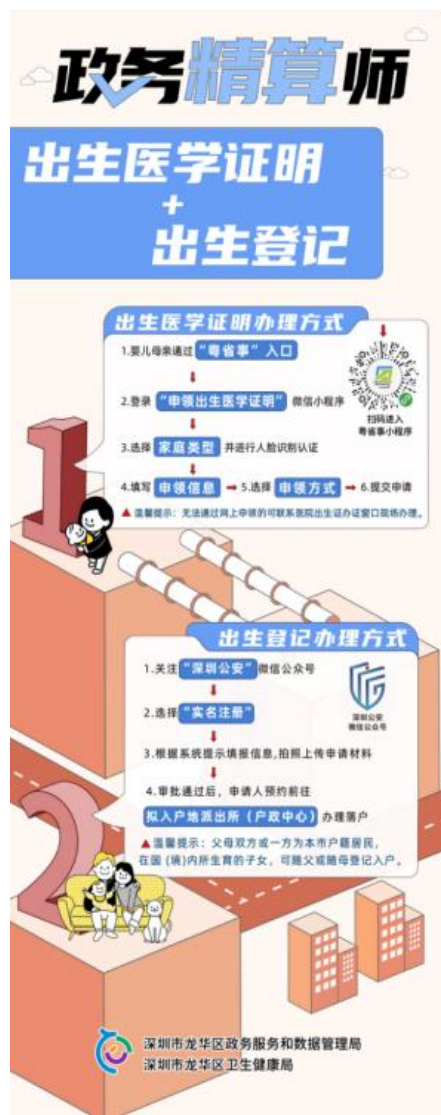 政务精算师
出生医学证明
+
出生登记
出生医学证明办理方式
1.婴儿母亲通过“粤省事”入口
2.登录“申领出生医学证明”微信小程序
扫码进入
粤省事小程序
3.选择 家庭类型 并进行人脸识别认证
4.填写 申领信息 → 5.选择 申领方式 → 6.提交申请
▲温馨提示：无法通过网上申领的可联系医院出生证办证窗口现场办理。
1
出生登记办理方式
1.关注“深圳公安”微信公众号
2.选择“实名注册”
深圳公安
微信公众号
3.根据系统提示填报信息,拍照上传申请材料
4.审批通过后，申请人预约前往
拟入户地派出所（户政中心）办理落户
▲温馨提示：父母双方或一方为本市户籍居民，
在国(境)内所生育的子女，可随父或随母登记入户。
2
深圳市龙华区政务服务和数据管理局
深圳市龙华区卫生健康局